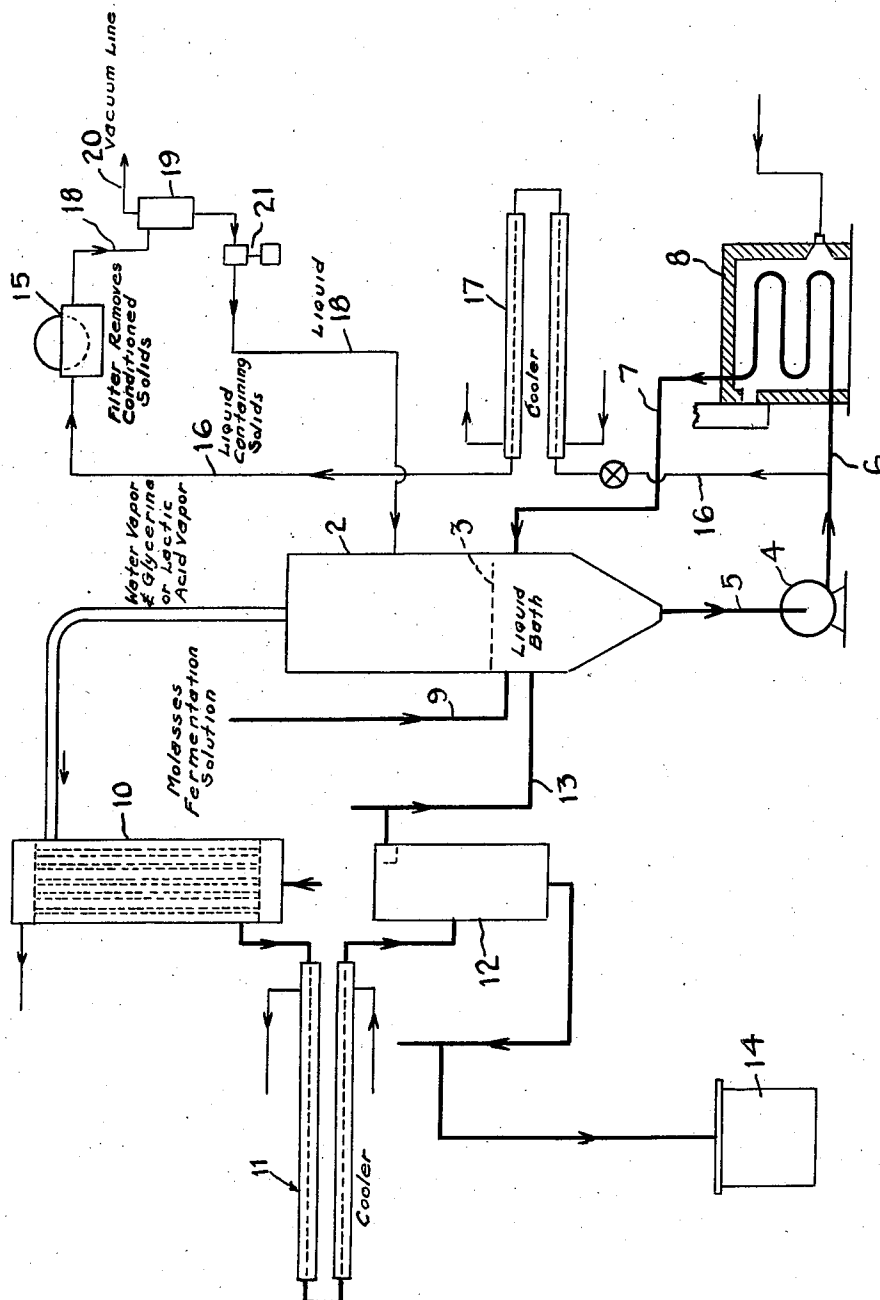 20
Vacuum Line
18
19
15
21
Filter Removes
Conditioned
Solids
Liquid
18
16
Liquid
Containing
Solids
17
Cooler
8
7
16
6
Water Vapor
& Glycerine
or Lactic
Acid Vapor
2
3
Liquid
Bath
4
5
9
Molasses
Fermentation
Solution
10
13
12
11
Cooler
14